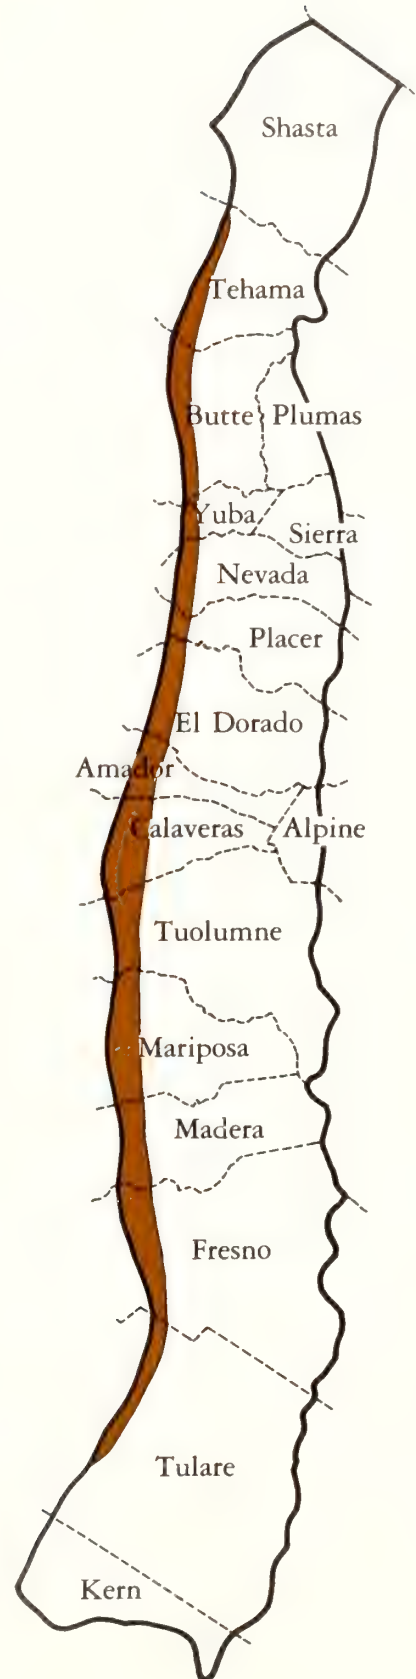 Shasta
Tehama
Butte Plumas
Yuba
Sierra
Nevada
Placer
El Dorado
Amador
Calaveras Alpine
Tuolumne
Mariposa
Madera
Fresno
Tulare
Kern